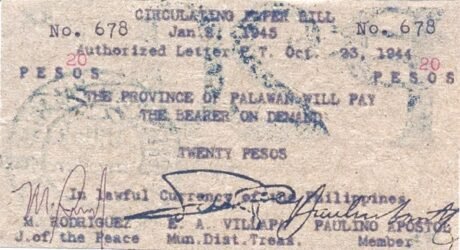 CIRCULATING PAPER BILL
No. 678 Jan 2, 1945 No. 678
Authorized Letter P.T. Oct. 23, 1944
20 20
PESOS PESOS
THE PROVINCE OF PALAWAN WILL PAY
THE BEARER ON DEMAND
TWENTY PESOS
In lawful Currency of the Philippines
M. RODRIGUEZ E. A. VILLAPA PAULINO APOSTOL
J. of the Peace Mun. Dist. Treas. Member